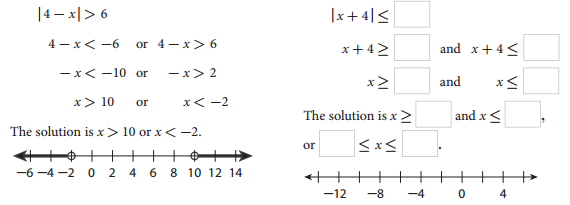 |4 − x| > 6
4 − x < −6 or 4 − x > 6
− x < −10 or − x > 2
x > 10 or x < −2
The solution is x > 10 or x < −2.
−6 −4 −2 0 2 4 6 8 10 12 14
|x + 4| ≤
x + 4 ≥ and x + 4 ≤
x ≥ and x ≤
The solution is x ≥ and x ≤ ,
or ≤ x ≤ .
−12 −8 −4 0 4